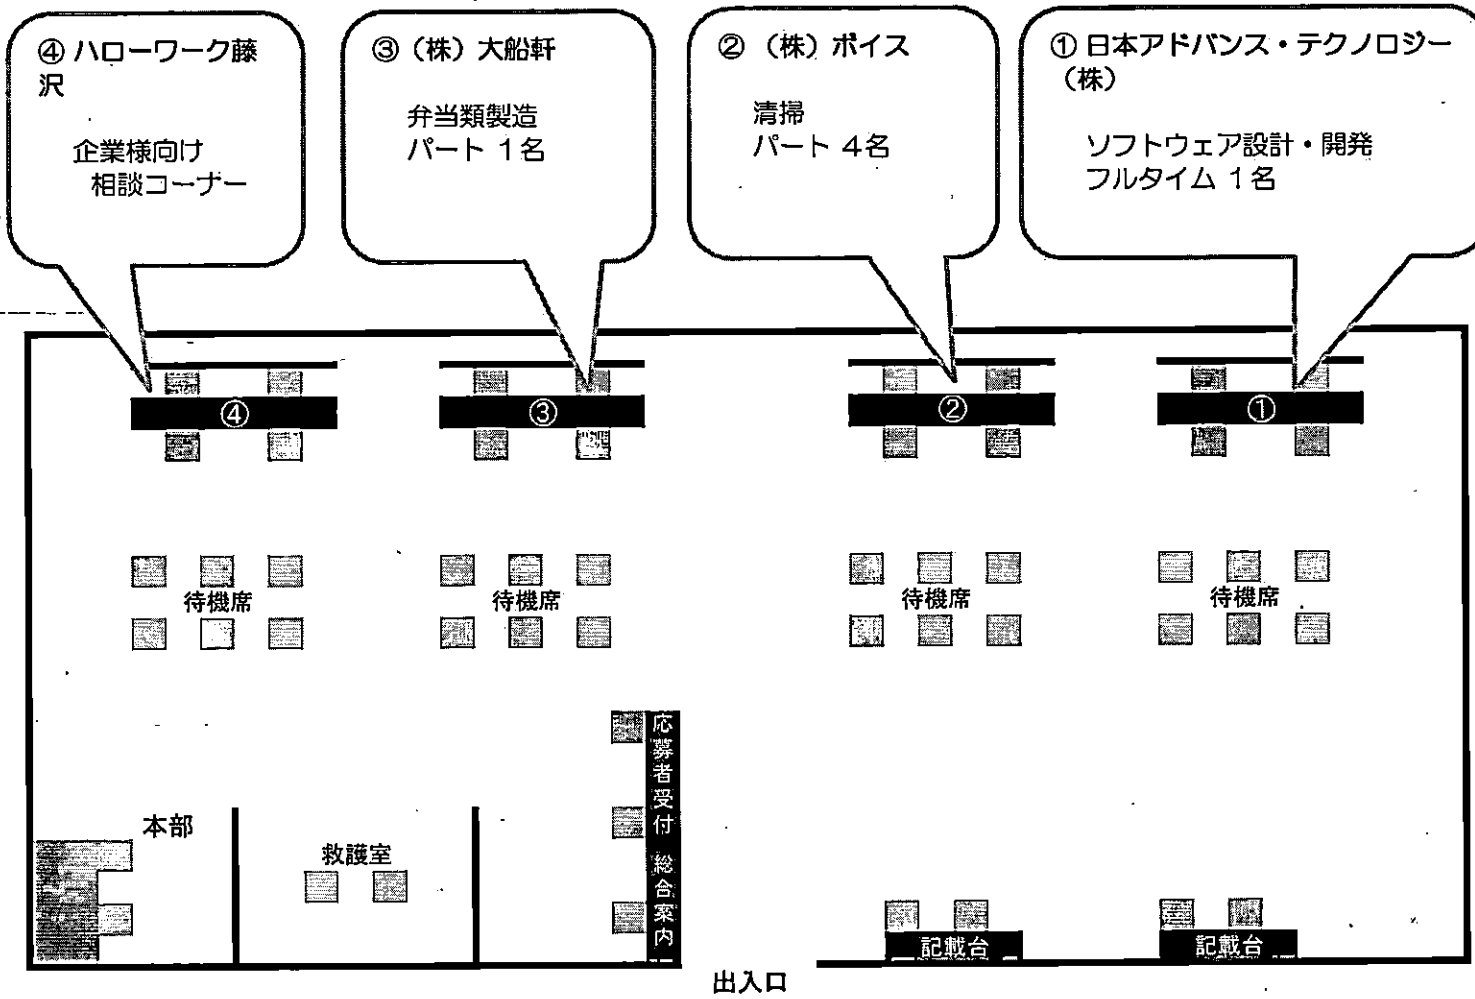 ④ ハローワーク藤
沢
企業様向け
相談コーナー
③（株）大船軒
弁当類製造
パート 1名
②（株）ボイス
清掃
パート 4名
① 日本アドバンス・テクノロジー
（株）
ソフトウェア設計・開発
フルタイム 1名
④
③
②
①
待機席
待機席
待機席
待機席
応募者受付 総合案内
本部
救護室
記載台
記載台
出入口